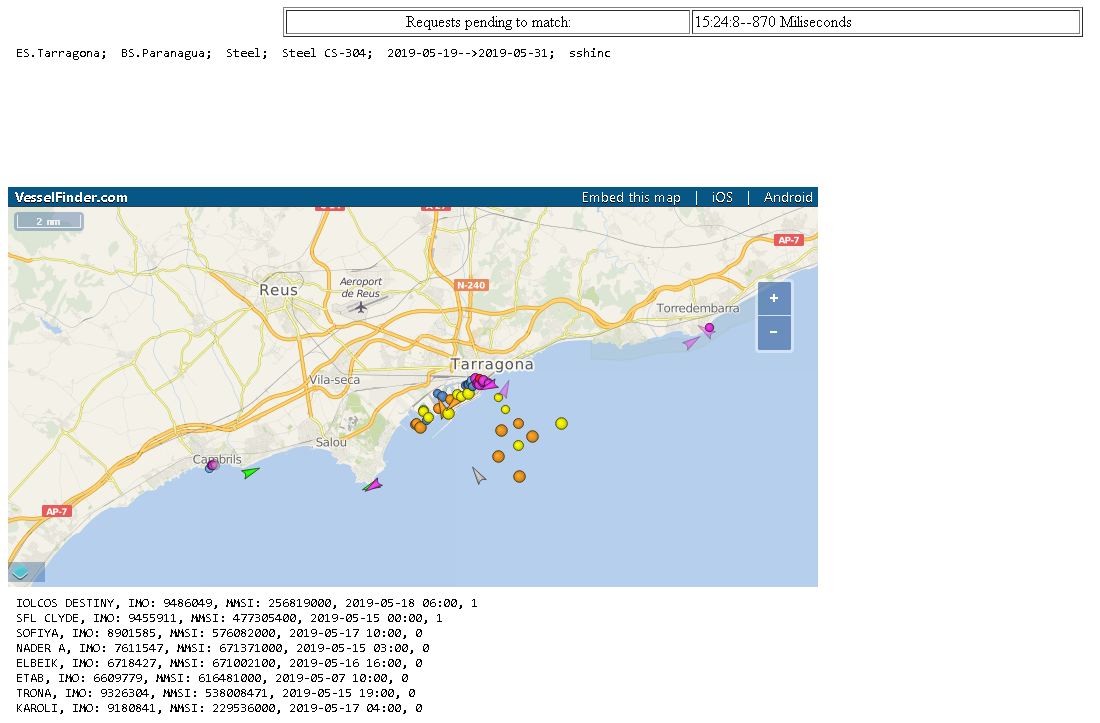 Requests pending to match: 15:24:8--870 Miliseconds
ES.Tarragona; BS.Paranagua; Steel; Steel CS-304; 2019-05-19-->2019-05-31; sshinc
VesselFinder.com Embed this map | iOS | Android
2 nm
AP-7
Reus
Aeroport
de Reus
N-240
+
Torredembarra
−
Tarragona
Vila-seca
Salou
Cambrils
AP-7
IOLCOS DESTINY, IMO: 9486049, MMSI: 256819000, 2019-05-18 06:00, 1
SFL CLYDE, IMO: 9455911, MMSI: 477305400, 2019-05-15 00:00, 1
SOFIYA, IMO: 8901585, MMSI: 576082000, 2019-05-17 10:00, 0
NADER A, IMO: 7611547, MMSI: 671371000, 2019-05-15 03:00, 0
ELBEIK, IMO: 6718427, MMSI: 671002100, 2019-05-16 16:00, 0
ETAB, IMO: 6609779, MMSI: 616481000, 2019-05-07 10:00, 0
TRONA, IMO: 9326304, MMSI: 538008471, 2019-05-15 19:00, 0
KAROLI, IMO: 9180841, MMSI: 229536000, 2019-05-17 04:00, 0